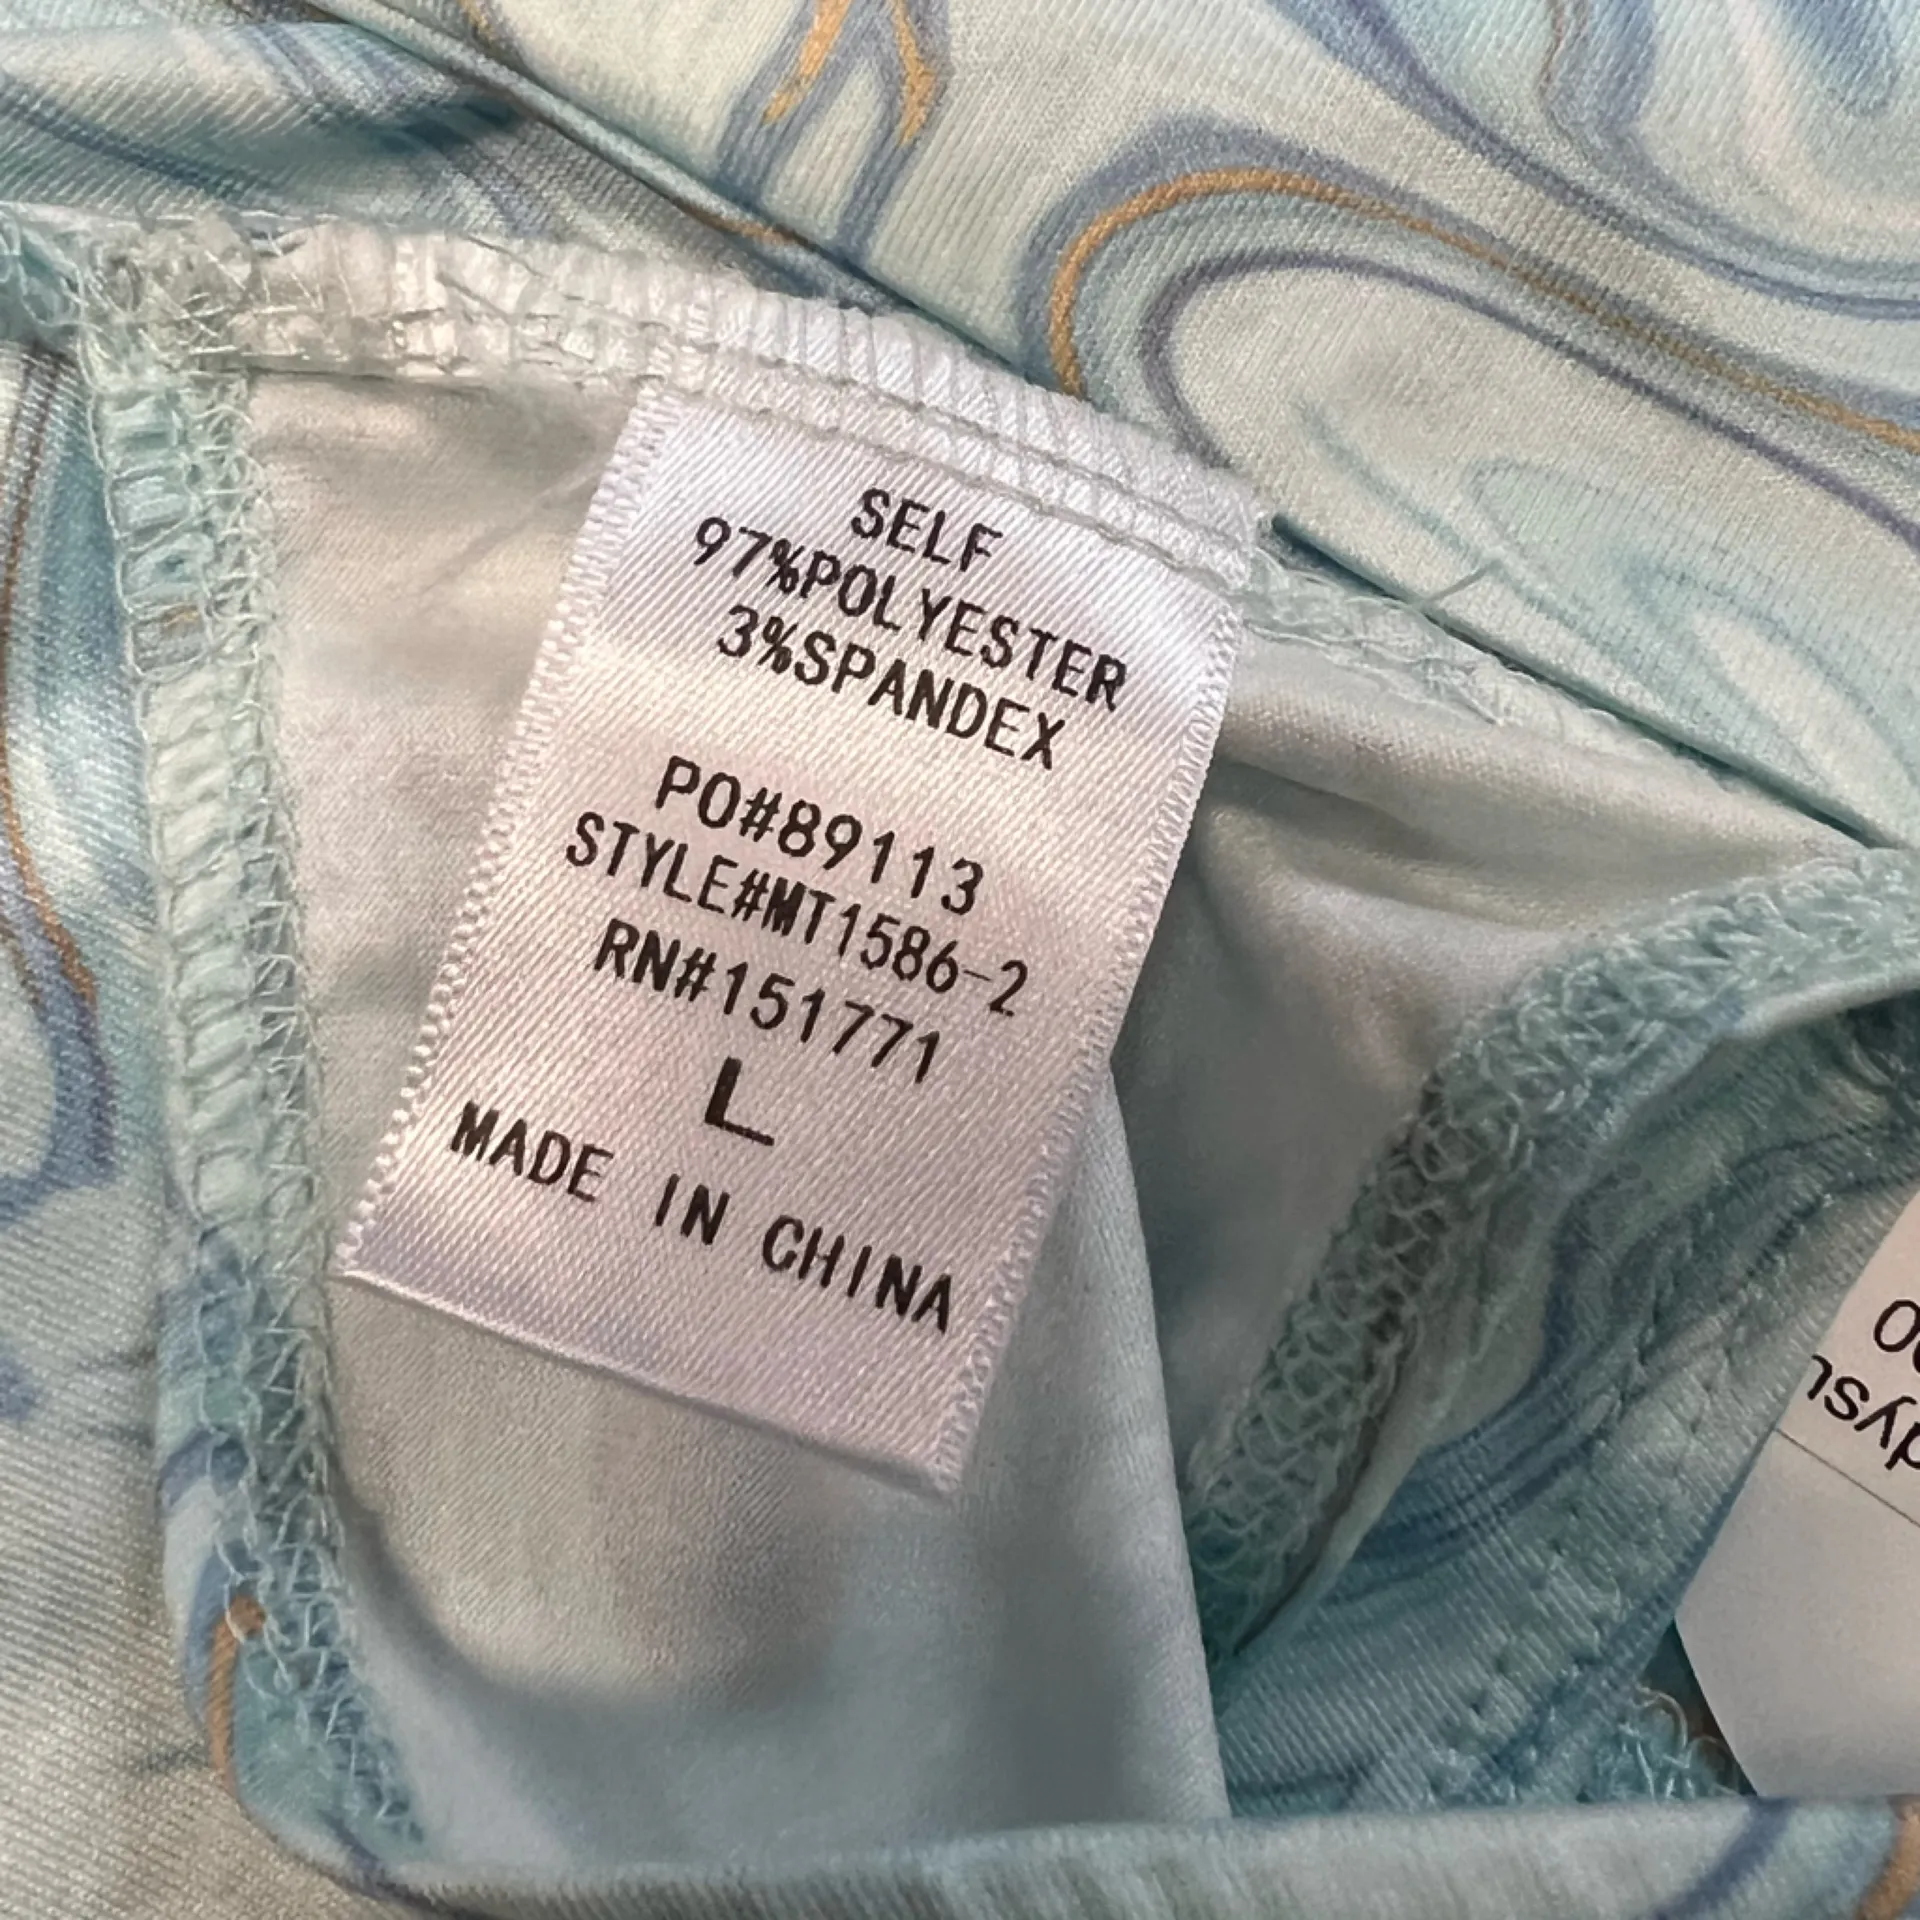 SELF
97%POLYESTER
3%SPANDEX
PO#89113
STYLE#MT1586-2
RN#151771
L
MADE IN CHINA